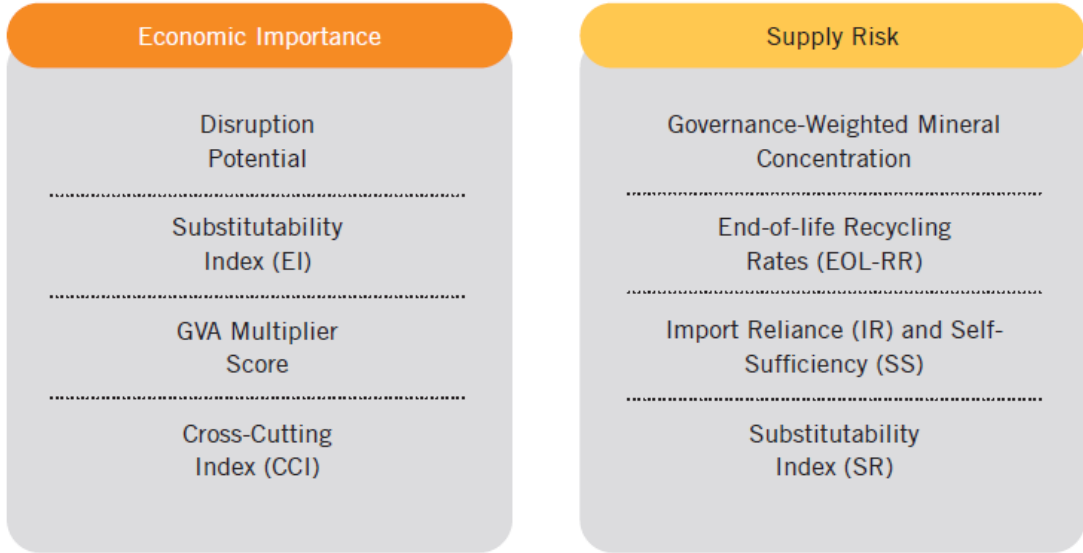 Economic Importance
Disruption
Potential
Substitutability
Index (EI)
GVA Multiplier
Score
Cross-Cutting
Index (CCI)
Supply Risk
Governance-Weighted Mineral
Concentration
End-of-life Recycling
Rates (EOL-RR)
Import Reliance (IR) and Self-
Sufficiency (SS)
Substitutability
Index (SR)